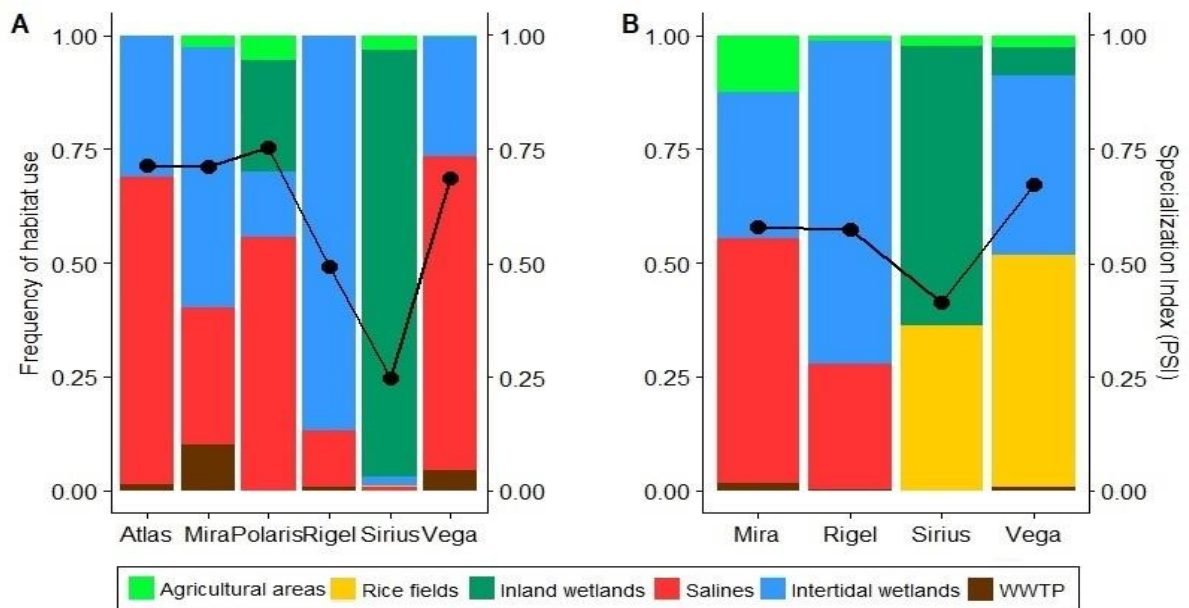 A
B
1.00
0.75
0.50
0.25
0.00
Frequency of habitat use
1.00
0.75
0.50
0.25
0.00
Atlas Mira Polaris Rigel Sirius Vega
1.00
0.75
0.50
0.25
0.00
1.00
0.75
0.50
0.25
0.00
Specialization Index (PSI)
Mira Rigel Sirius Vega
Agricultural areas Rice fields Inland wetlands Salines Intertidal wetlands WWTP